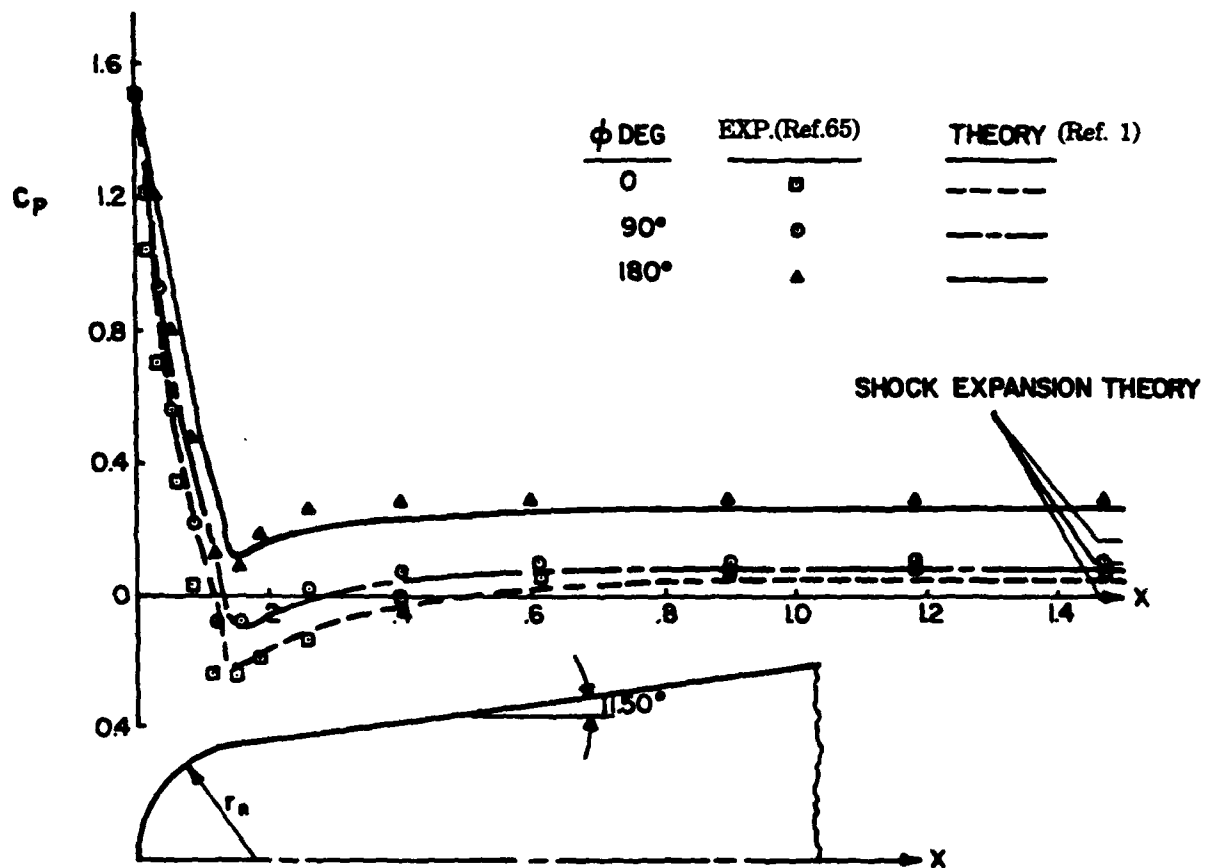 1.6
1.2
CP
0.8
0.4
0
0.4
ϕ DEG EXP.(Ref.65) THEORY (Ref. 1)
0
90°
180°
SHOCK EXPANSION THEORY
.2 .4 .6 .8 1.0 1.2 1.4 X
11.50°
rn
X